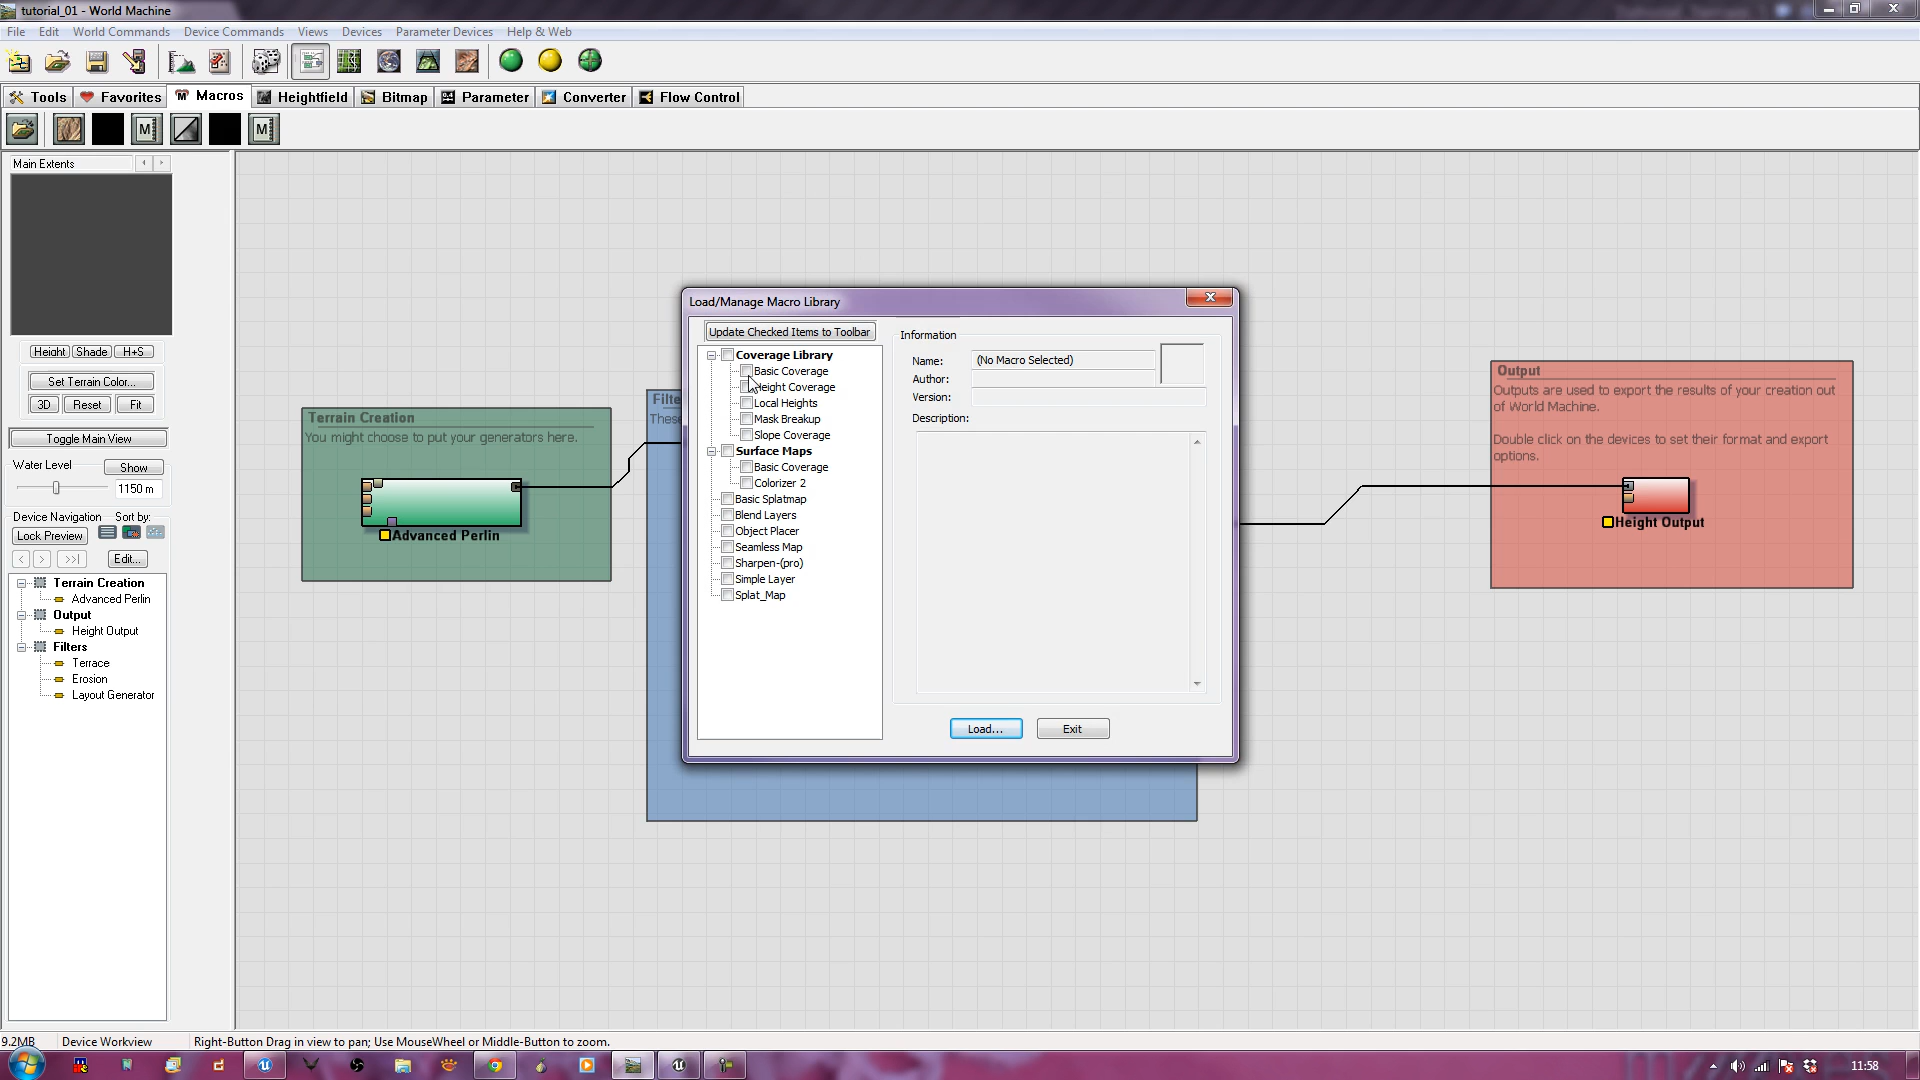 tutorial_01 - World Machine
File Edit World Commands Device Commands Views Devices Parameter Devices Help & Web
Tools Favorites Macros Heightfield Bitmap Parameter Converter Flow Control
M M
Main Extents
Height Shade H+S
Set Terrain Color...
3D Reset Fit
Toggle Main View
Water Level Show
1150 m
Device Navigation Sort by:
Lock Preview
< > >>| Edit...
Terrain Creation
Advanced Perlin
Output
Height Output
Filters
Terrace
Erosion
Layout Generator
Terrain Creation
You might choose to put your generators here.
Advanced Perlin
Filte
These
Load/Manage Macro Library
Update Checked Items to Toolbar
Coverage Library
Basic Coverage
Height Coverage
Local Heights
Mask Breakup
Slope Coverage
Surface Maps
Basic Coverage
Colorizer 2
Basic Splatmap
Blend Layers
Object Placer
Seamless Map
Sharpen-(pro)
Simple Layer
Splat_Map
Information
Name: (No Macro Selected)
Author:
Version:
Description:
Load... Exit
Output
Outputs are used to export the results of your creation out
of World Machine.
Double click on the devices to set their format and export
options.
Height Output
9.2MB Device Workview Right-Button Drag in view to pan; Use MouseWheel or Middle-Button to zoom.
11:58